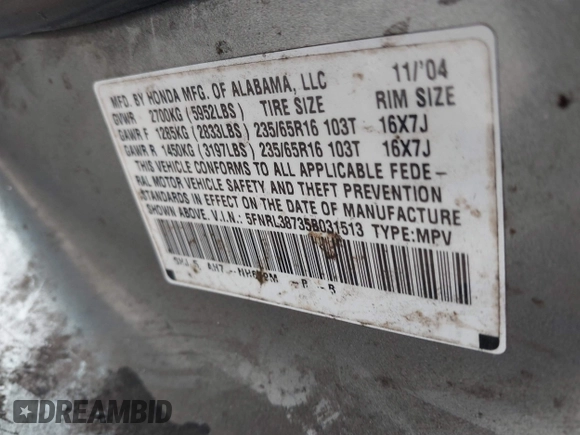 MFD. BY HONDA MFG. OF ALABAMA, LLC 11/'04
GVWR 2700KG (5952LBS) TIRE SIZE RIM SIZE
GAWR F 1285KG (2833LBS) 235/65R16 103T 16X7J
GAWR R 1450KG (3197LBS) 235/65R16 103T 16X7J
THIS VEHICLE CONFORMS TO ALL APPLICABLE FEDE-
RAL MOTOR VEHICLE SAFETY AND THEFT PREVENTION
STANDARDS IN EFFECT ON THE DATE OF MANUFACTURE
SHOWN ABOVE. V.I.N.: 5FNRL38735B031513 TYPE:MPV
DREAMBID